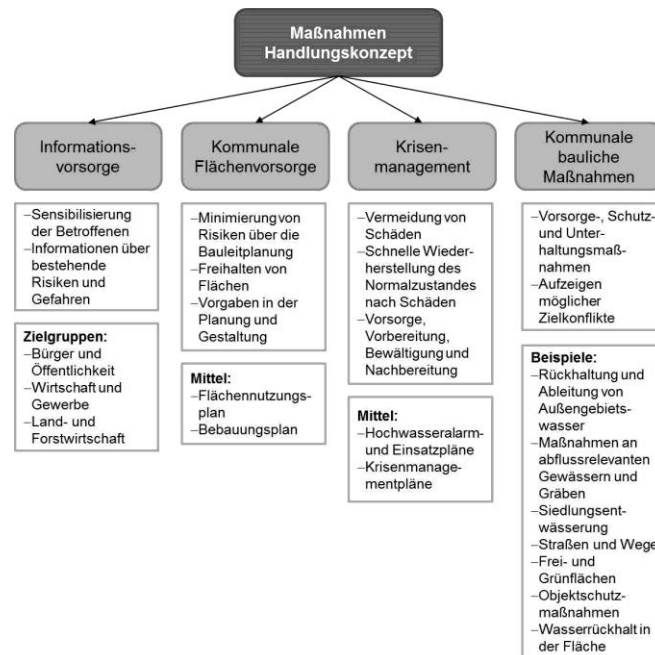 Maßnahmen
Handlungskonzept
Informations-
vorsorge
–Sensibilisierung
der Betroffenen
–Informationen über
bestehende
Risiken und
Gefahren
Zielgruppen:
–Bürger und
Öffentlichkeit
–Wirtschaft und
Gewerbe
–Land- und
Forstwirtschaft
Kommunale
Flächenvorsorge
–Minimierung von
Risiken über die
Bauleitplanung
–Freihalten von
Flächen
–Vorgaben in der
Planung und
Gestaltung
Mittel:
–Flächennutzungs-
plan
–Bebauungsplan
Krisen-
management
–Vermeidung von
Schäden
–Schnelle Wieder-
herstellung des
Normalzustandes
nach Schäden
–Vorsorge,
Vorbereitung,
Bewältigung und
Nachbereitung
Mittel:
–Hochwasseralarm-
und Einsatzpläne
–Krisenmanage-
mentpläne
Kommunale
bauliche
Maßnahmen
–Vorsorge-, Schutz-
und Unter-
haltungsmaß-
nahmen
–Aufzeigen
möglicher
Zielkonflikte
Beispiele:
–Rückhaltung und
Ableitung von
Außengebiets-
wasser
–Maßnahmen an
abflussrelevanten
Gewässern und
Gräben
–Siedlungsent-
wässerung
–Straßen und Wege
–Frei- und
Grünflächen
–Objektschutz-
maßnahmen
–Wasserrückhalt in
der Fläche